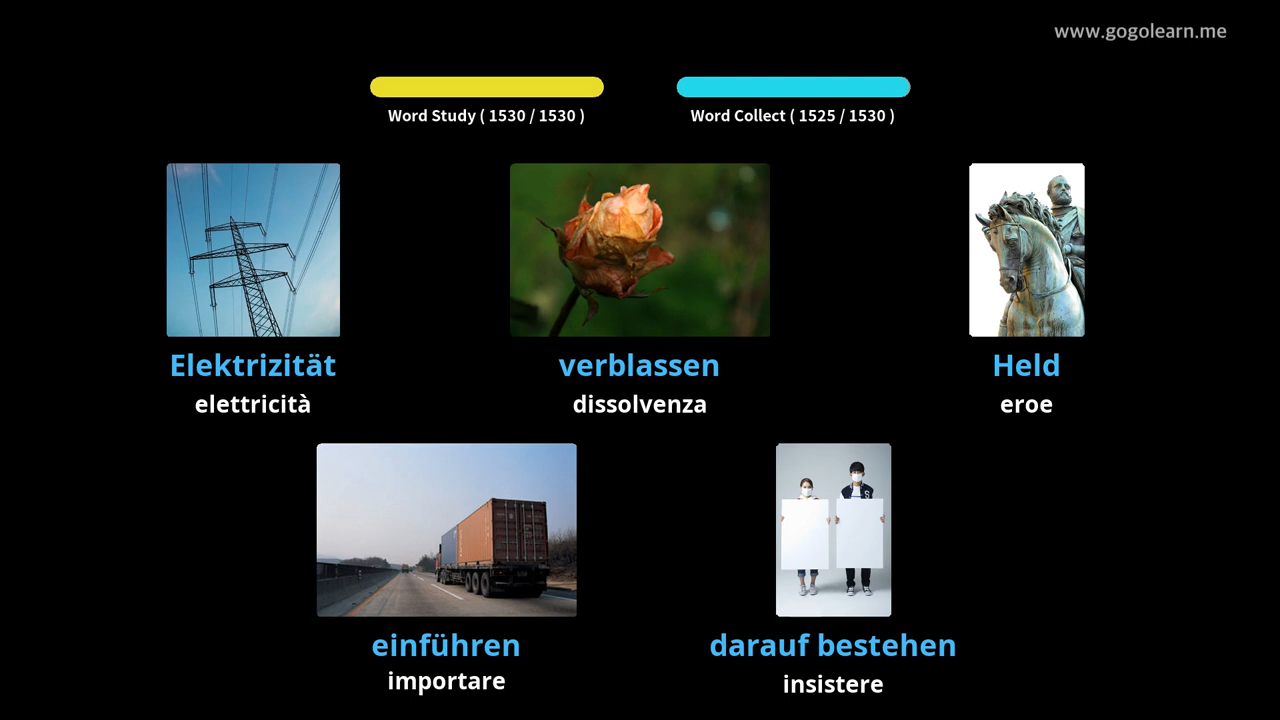 www.gogolearn.me
Word Study ( 1530 / 1530 )
Word Collect ( 1525 / 1530 )
Elektrizität
elettricità
verblassen
dissolvenza
Held
eroe
einführen
importare
darauf bestehen
insistere